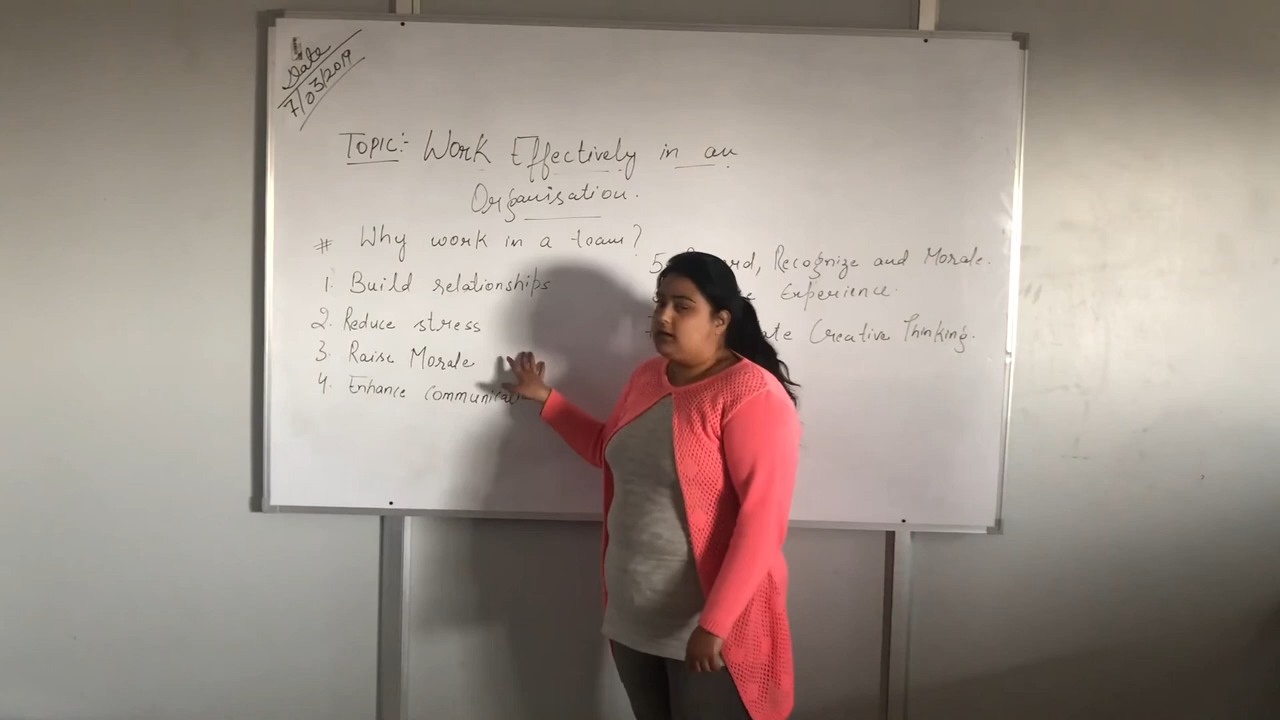 Date
7/03/2019
TOPIC:- Work Effectively in an
Organisation.
# Why work in a team?
1. Build relationships
2. Reduce stress
3. Raise Morale
4. Enhance
5. Recognize and Morale.
Experience.
Creative Thinking.